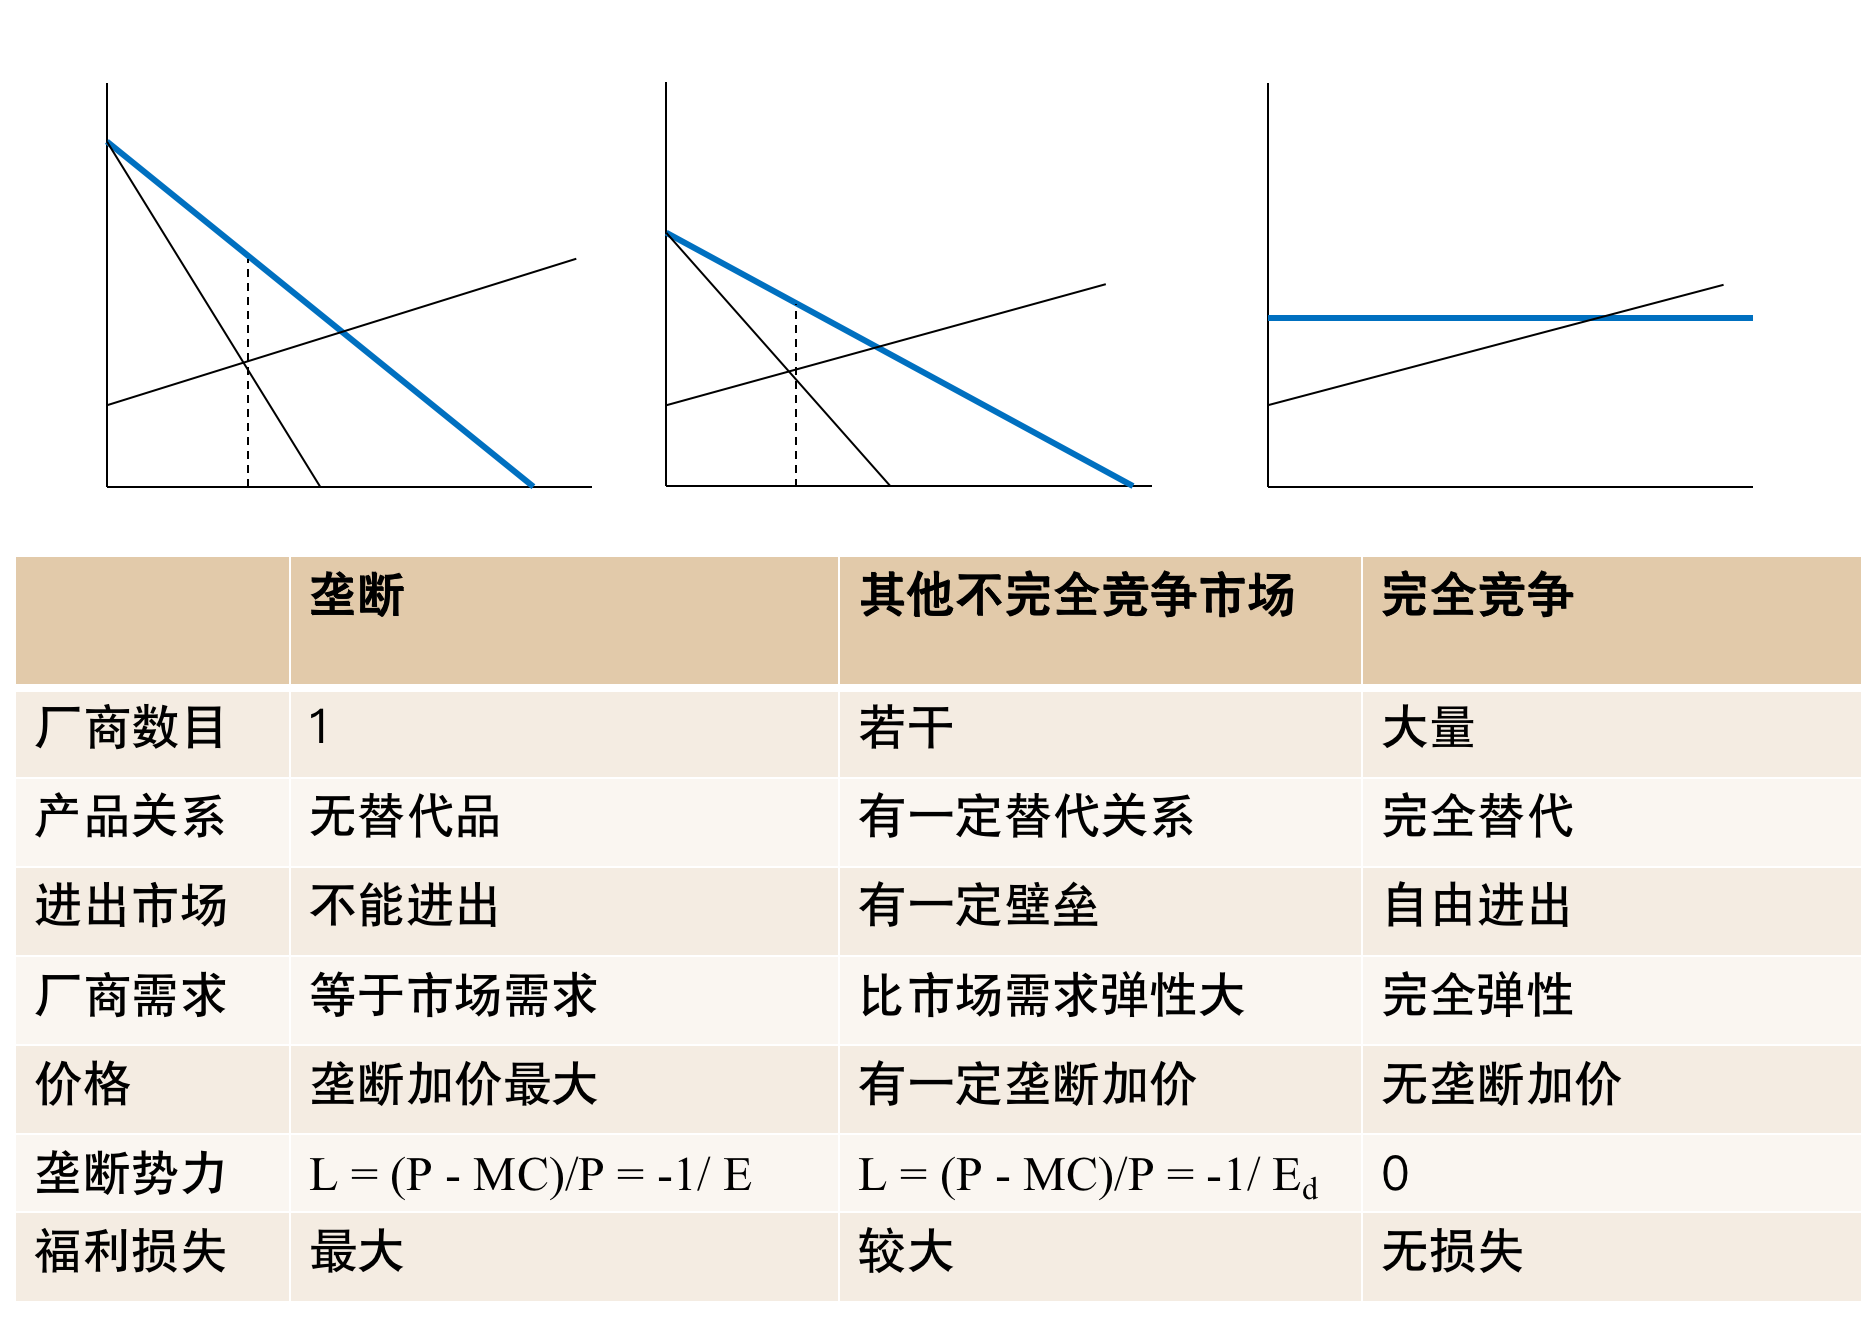 垄断 其他不完全竞争市场 完全竞争
厂商数目 1 若干 大量
产品关系 无替代品 有一定替代关系 完全替代
进出市场 不能进出 有一定壁垒 自由进出
厂商需求 等于市场需求 比市场需求弹性大 完全弹性
价格 垄断加价最大 有一定垄断加价 无垄断加价
垄断势力 L = (P - MC)/P = -1/ E L = (P - MC)/P = -1/ Ed 0
福利损失 最大 较大 无损失